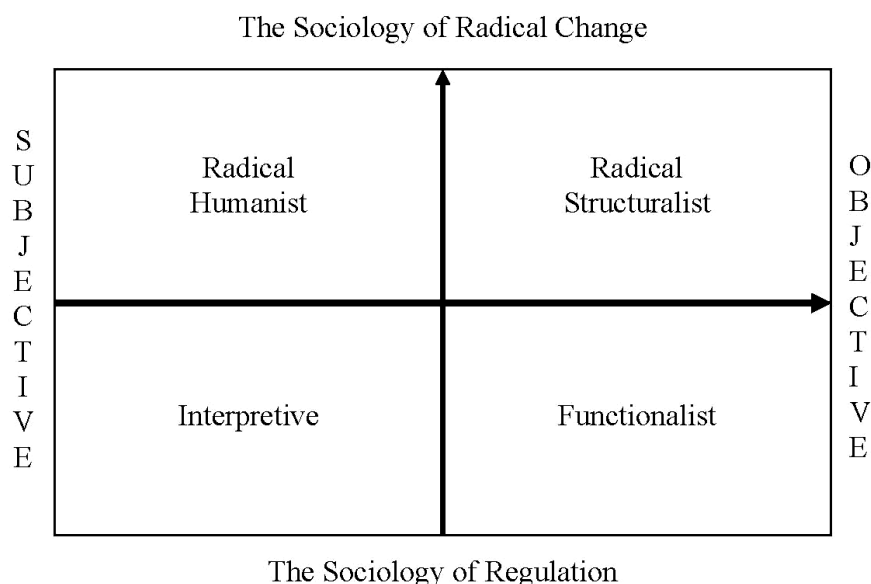 The Sociology of Radical Change
SUBJECTIVE
Radical
Humanist
Radical
Structuralist
OBJECTIVE
Interpretive
Functionalist
The Sociology of Regulation